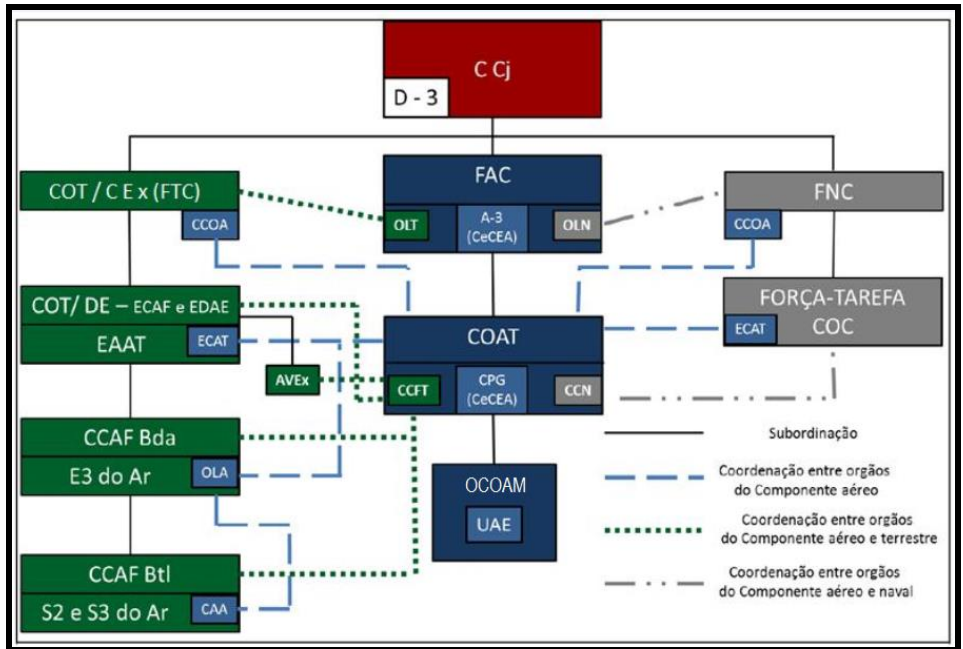 C Cj
D - 3
COT / C E x (FTC)
CCOA
FAC
OLT
A-3
(CeCEA)
OLN
FNC
CCOA
COT/ DE – ECAF e EDAE
EAAT
ECAT
AVEx
COAT
CCFT
CPG
(CeCEA)
CCN
FORÇA-TAREFA
COC
ECAT
CCAF Bda
E3 do Ar
OLA
OCOAM
UAE
CCAF Btl
S2 e S3 do Ar
CAA
Subordinação
Coordenação entre orgãos
do Componente aéreo
Coordenação entre orgãos
do Componente aéreo e terrestre
Coordenação entre orgãos
do Componente aéreo e naval